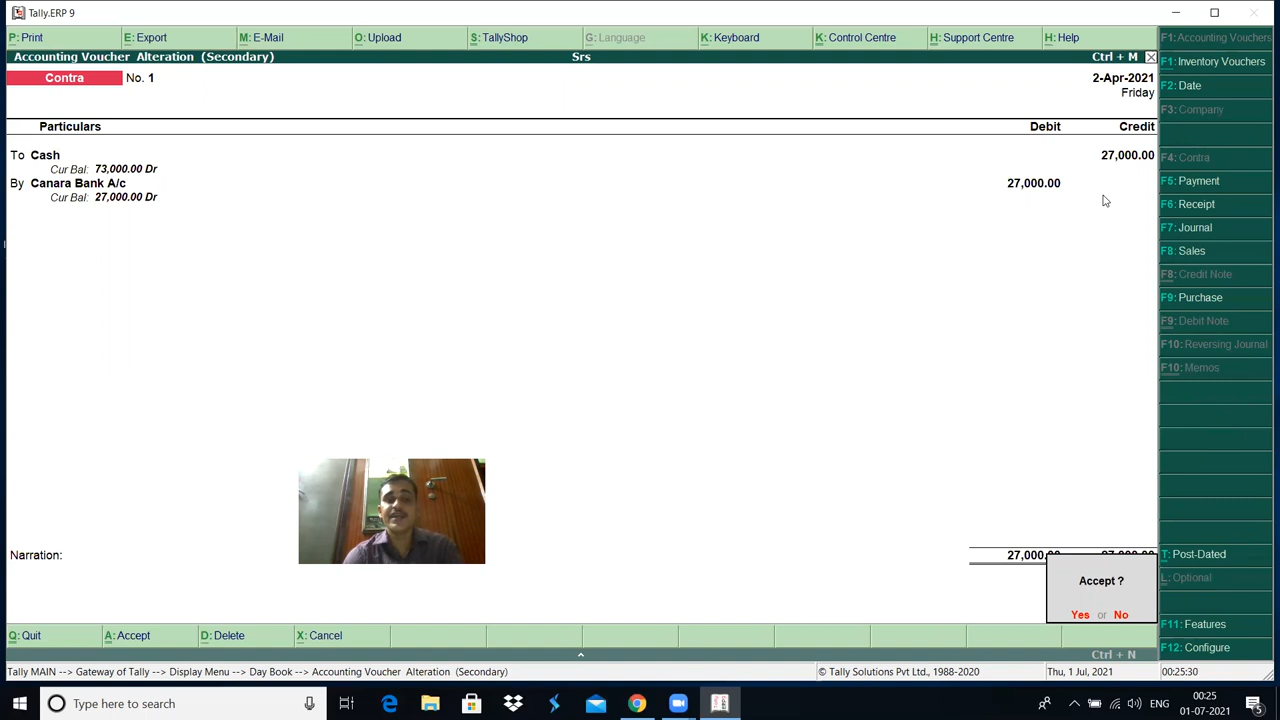 Tally.ERP 9
P: Print E: Export M: E-Mail O: Upload S: TallyShop G: Language K: Keyboard K: Control Centre H: Support Centre H: Help
Accounting Voucher Alteration (Secondary) Srs Ctrl + M
Contra No. 1 2-Apr-2021
Friday
Particulars Debit Credit
To Cash 27,000.00
Cur Bal: 73,000.00 Dr
By Canara Bank A/c 27,000.00
Cur Bal: 27,000.00 Dr
Narration: 27,000.00 27,000.00
Accept ?
Yes or No
F1: Accounting Vouchers
F1: Inventory Vouchers
F2: Date
F3: Company
F4: Contra
F5: Payment
F6: Receipt
F7: Journal
F8: Sales
F8: Credit Note
F9: Purchase
F9: Debit Note
F10: Reversing Journal
F10: Memos
T: Post-Dated
L: Optional
F11: Features
F12: Configure
Q: Quit A: Accept D: Delete X: Cancel
Ctrl + N
Tally MAIN --> Gateway of Tally --> Display Menu --> Day Book --> Accounting Voucher Alteration (Secondary) © Tally Solutions Pvt Ltd., 1988-2020 Thu, 1 Jul, 2021 00:25:30
Type here to search ENG 00:25
01-07-2021 5